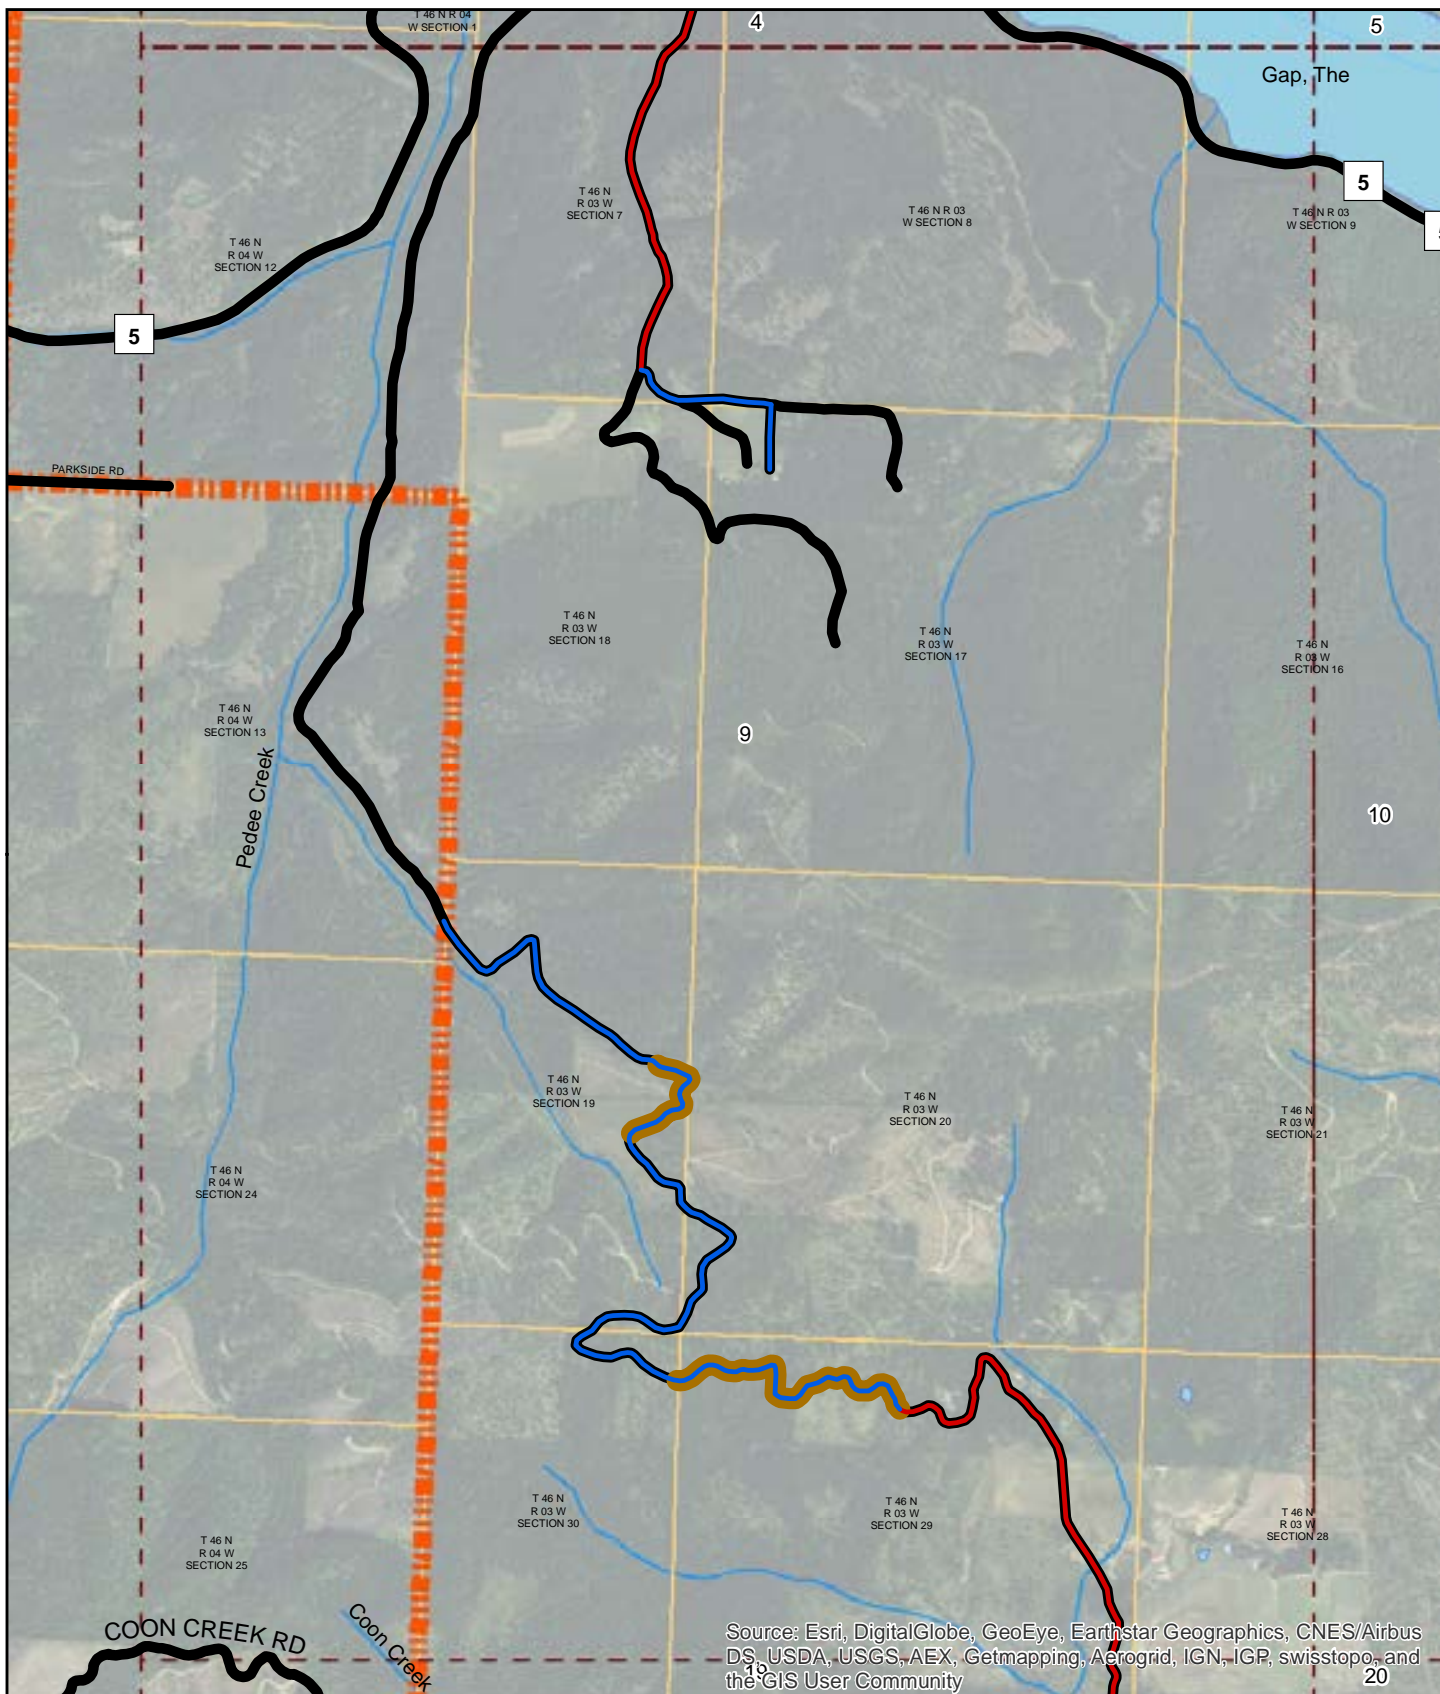 T 46 N R 04
W SECTION 1
4
5
Gap, The
5
T 46 N
R 03 W
SECTION 7
T 46 N R 03
W SECTION 8
T 46 N R 03
W SECTION 9
T 46 N
R 04 W
SECTION 12
5
PARKSIDE RD
T 46 N
R 03 W
SECTION 18
T 46 N
R 03 W
SECTION 17
T 46 N
R 03 W
SECTION 16
T 46 N
R 04 W
SECTION 13
9
Pedee Creek
10
T 46 N
R 03 W
SECTION 19
T 46 N
R 03 W
SECTION 20
T 46 N
R 03 W
SECTION 21
T 46 N
R 04 W
SECTION 24
T 46 N
R 03 W
SECTION 30
T 46 N
R 03 W
SECTION 29
T 46 N
R 03 W
SECTION 28
T 46 N
R 04 W
SECTION 25
COON CREEK RD
Coon Creek
Source: Esri, DigitalGlobe, GeoEye, Earthstar Geographics, CNES/Airbus
DS, USDA, USGS, AEX, Getmapping, Aerogrid, IGN, IGP, swisstopo, and
the GIS User Community
19
20